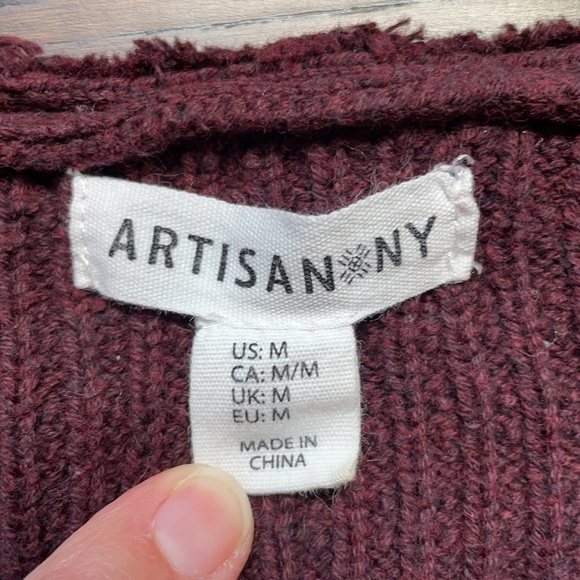 ARTISAN NY
US: M
CA: M/M
UK: M
EU: M
MADE IN
CHINA